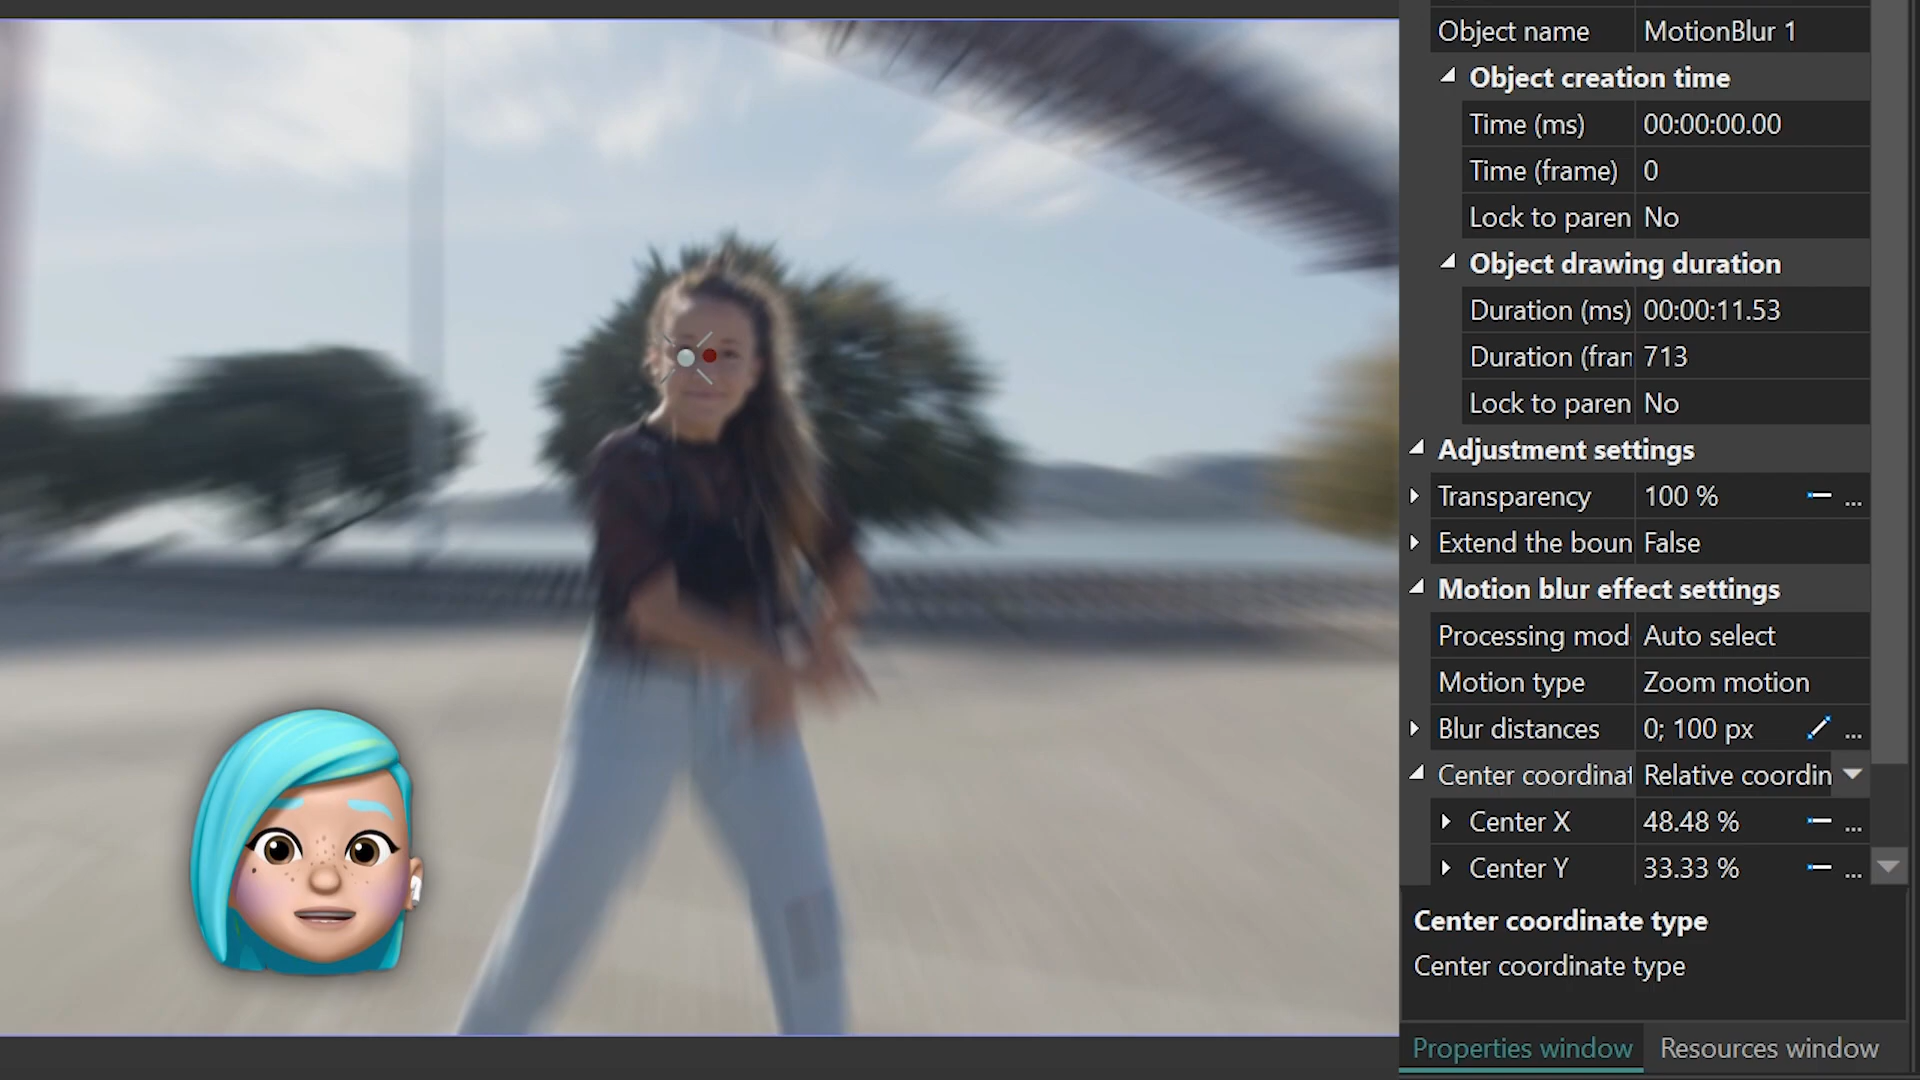 Object name MotionBlur 1
Object creation time
Time (ms) 00:00:00.00
Time (frame) 0
Lock to paren No
Object drawing duration
Duration (ms) 00:00:11.53
Duration (fran 713
Lock to paren No
Adjustment settings
Transparency 100 % ...
Extend the boun False
Motion blur effect settings
Processing mod Auto select
Motion type Zoom motion
Blur distances 0; 100 px ...
Center coordinat Relative coordin
Center X 48.48 % ...
Center Y 33.33 % ...
Center coordinate type
Center coordinate type
Properties window Resources window